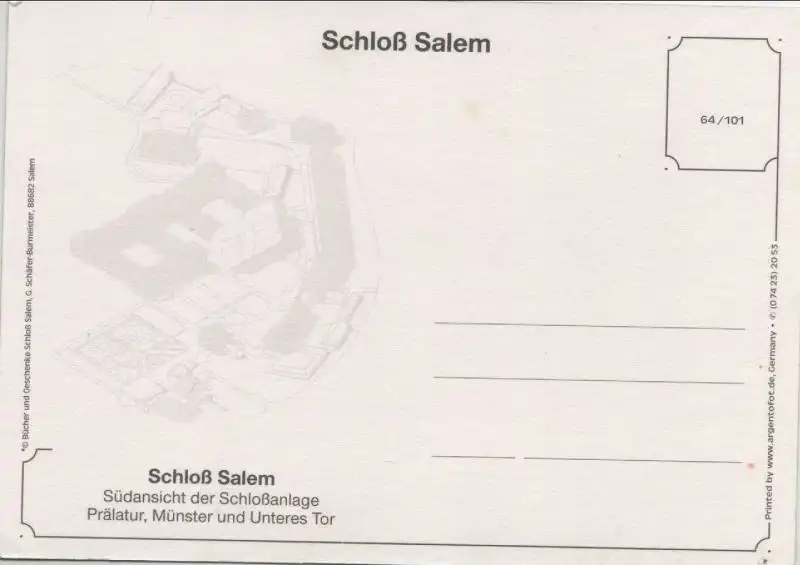 Schloß Salem
64/101
*© Bücher und Geschenke Schloß Salem, G. Schäfer-Burmeister, 88682 Salem
Schloß Salem
Südansicht der Schloßanlage
Prälatur, Münster und Unteres Tor
Printed by www.argentofot.de, Germany • ✆ (0 74 23) 20 53